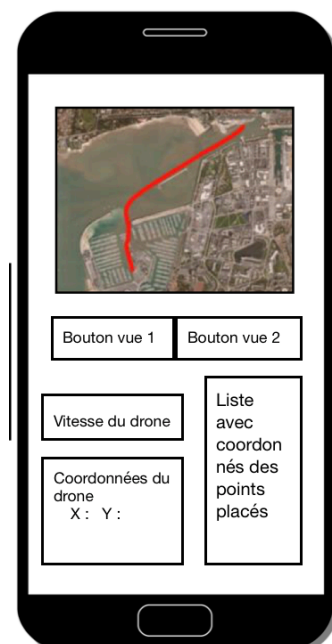 Bouton vue 1
Bouton vue 2
Vitesse du drone
Coordonnées du
drone
X : Y :
Liste
avec
coordon
nés des
points
placés